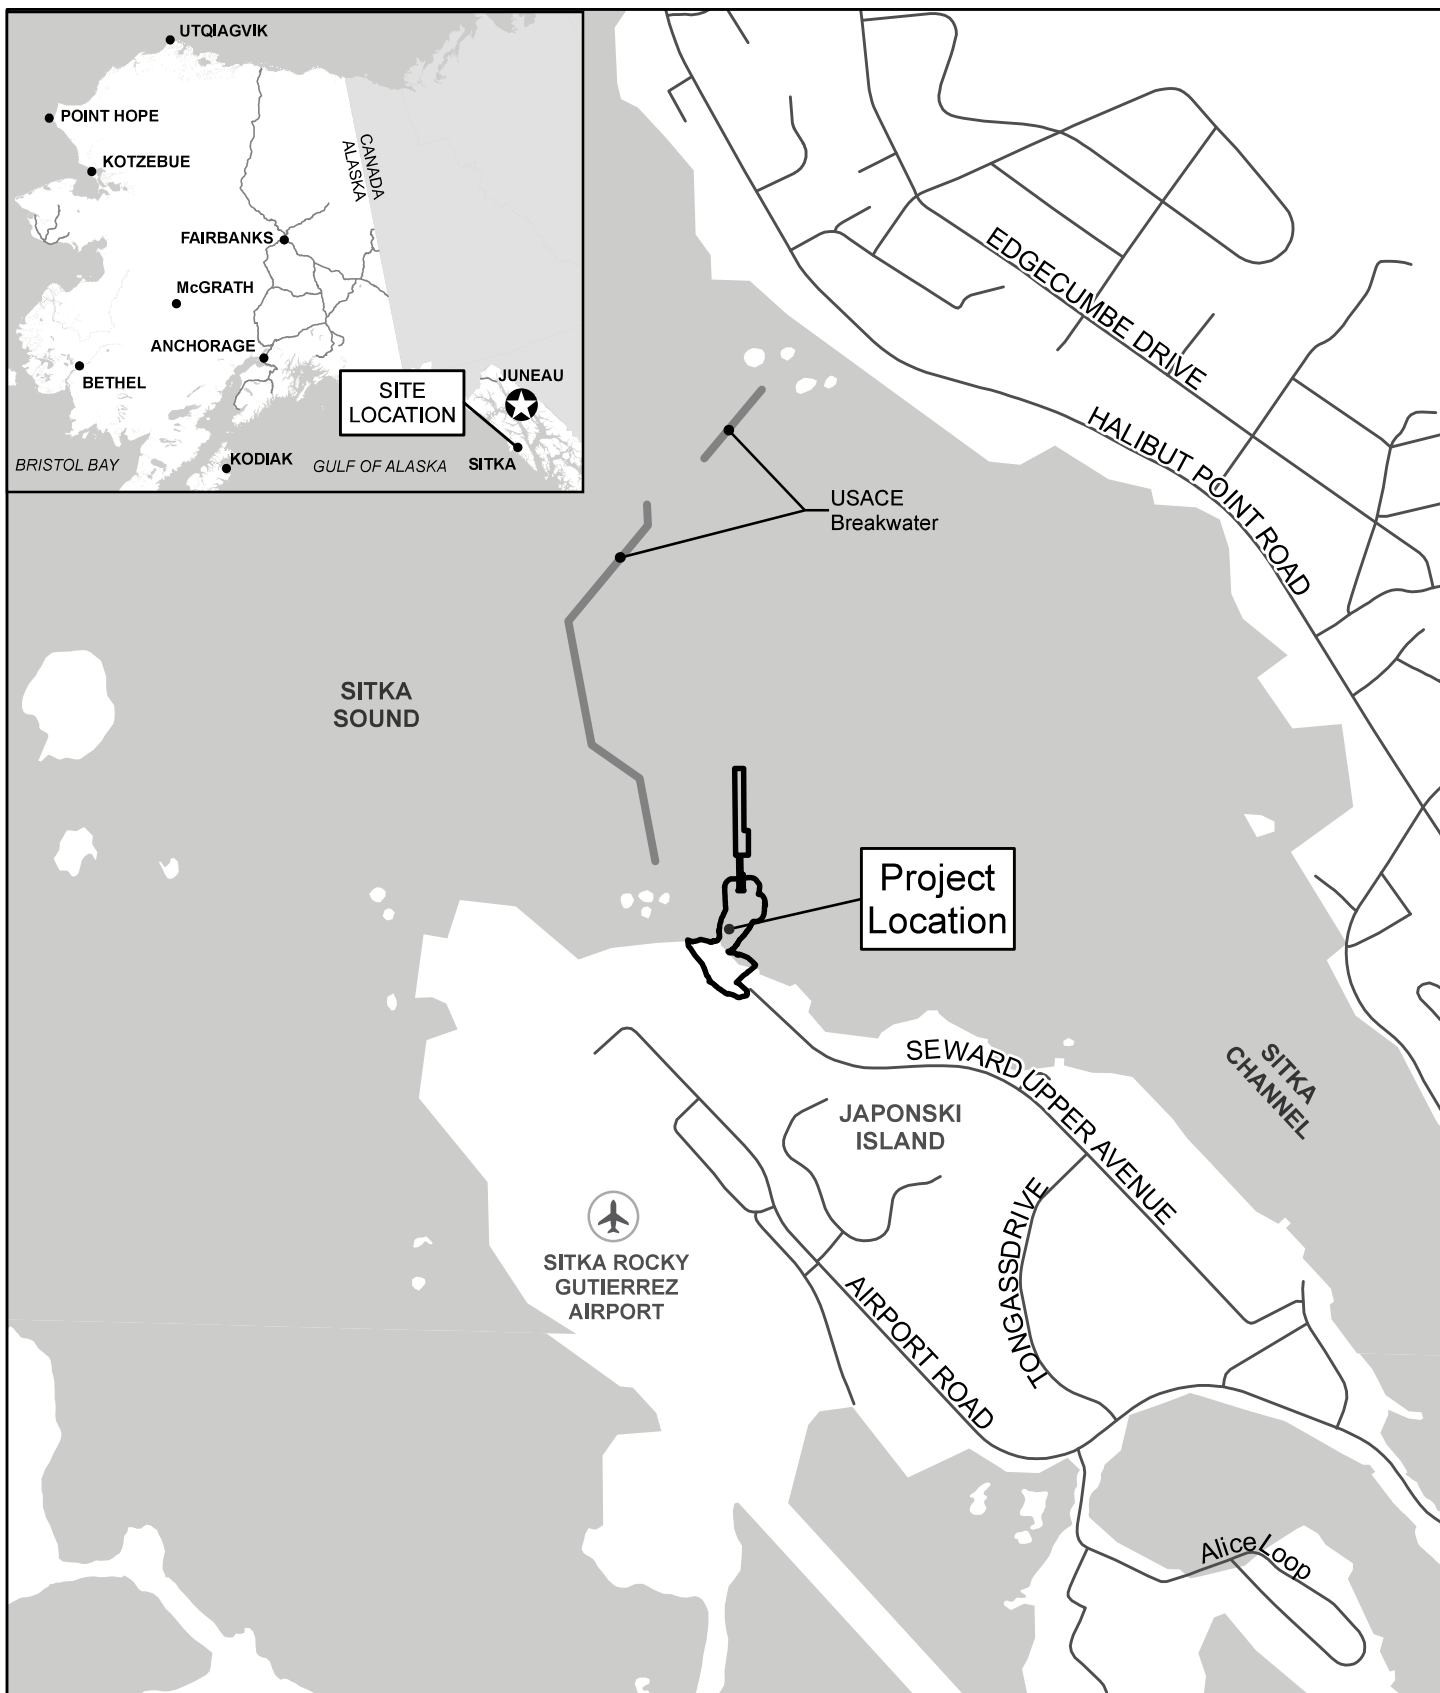 UTQIAGVIK
POINT HOPE
KOTZEBUE
CANADA
ALASKA
FAIRBANKS
McGRATH
ANCHORAGE
BETHEL
SITE
LOCATION
JUNEAU
BRISTOL BAY
KODIAK
GULF OF ALASKA
SITKA
EDGECUMBE DRIVE
HALIBUT POINT ROAD
USACE
Breakwater
SITKA
SOUND
Project
Location
SEWARD UPPER AVENUE
SITKA
CHANNEL
JAPONSKI
ISLAND
TONGASSDRIVE
SITKA ROCKY
GUTIERREZ
AIRPORT
AIRPORT ROAD
Alice Loop